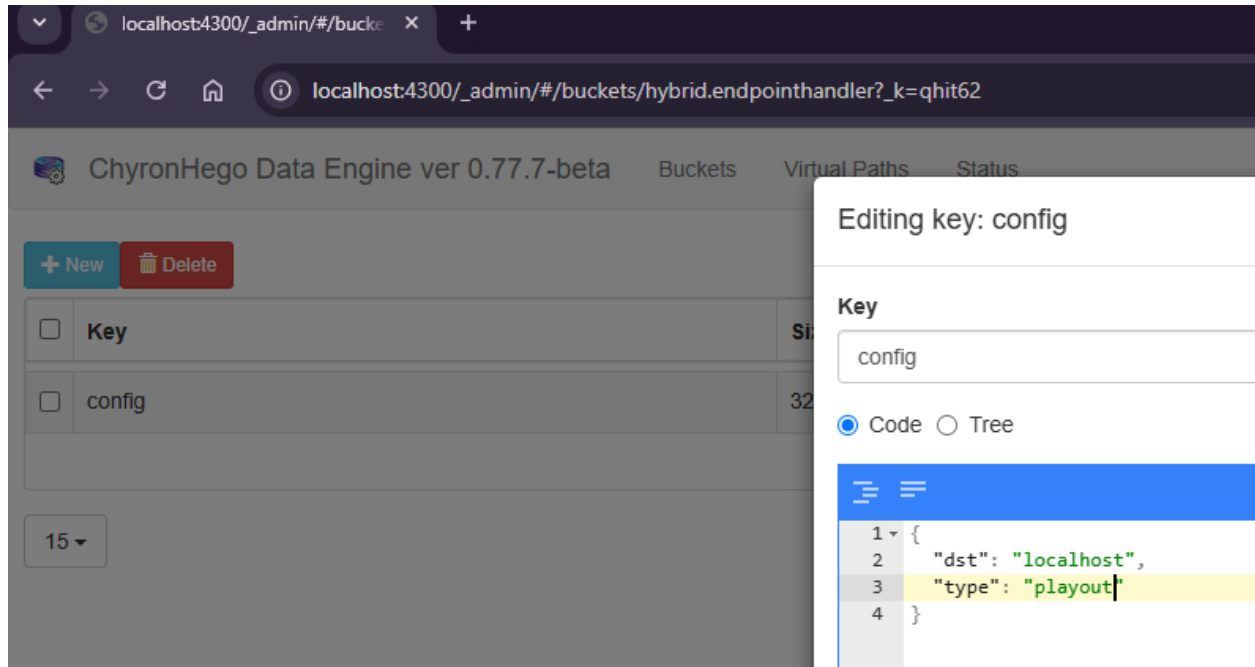 localhost:4300/_admin/#/bucke
localhost:4300/_admin/#/buckets/hybrid.endpointhandler?_k=qhit62
ChyronHego Data Engine ver 0.77.7-beta Buckets Virtual Paths Status
Editing key: config
New Delete
Key
Key
config
config
32
Code Tree
15
1 {
2 "dst": "localhost",
3 "type": "playout"
4 }